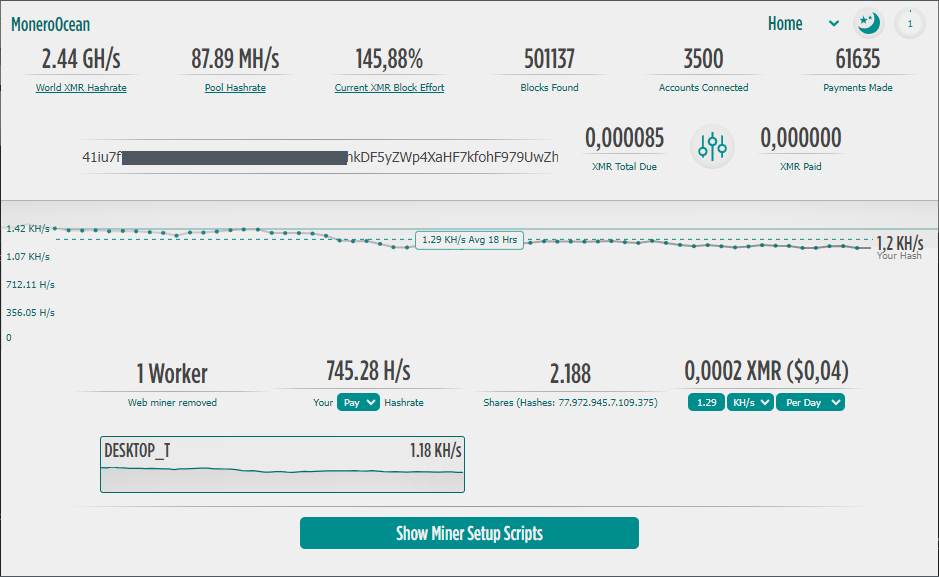 MoneroOcean
Home
1
2.44 GH/s
87.89 MH/s
145,88%
501137
3500
61635
World XMR Hashrate
Pool Hashrate
Current XMR Block Effort
Blocks Found
Accounts Connected
Payments Made
41iu7f
nkDF5yZWp4XaHF7kfohF979UwZh
0,000085
XMR Total Due
0,000000
XMR Paid
1.42 KH/s
1.29 KH/s Avg 18 Hrs
1,2 KH/s
Your Hash
1.07 KH/s
712.11 H/s
356.05 H/s
0
1 Worker
745.28 H/s
2.188
0,0002 XMR ($0,04)
Web miner removed
Your Pay Hashrate
Shares (Hashes: 77.972.945.7.109.375)
1.29 KH/s Per Day
DESKTOP_T
1.18 KH/s
Show Miner Setup Scripts